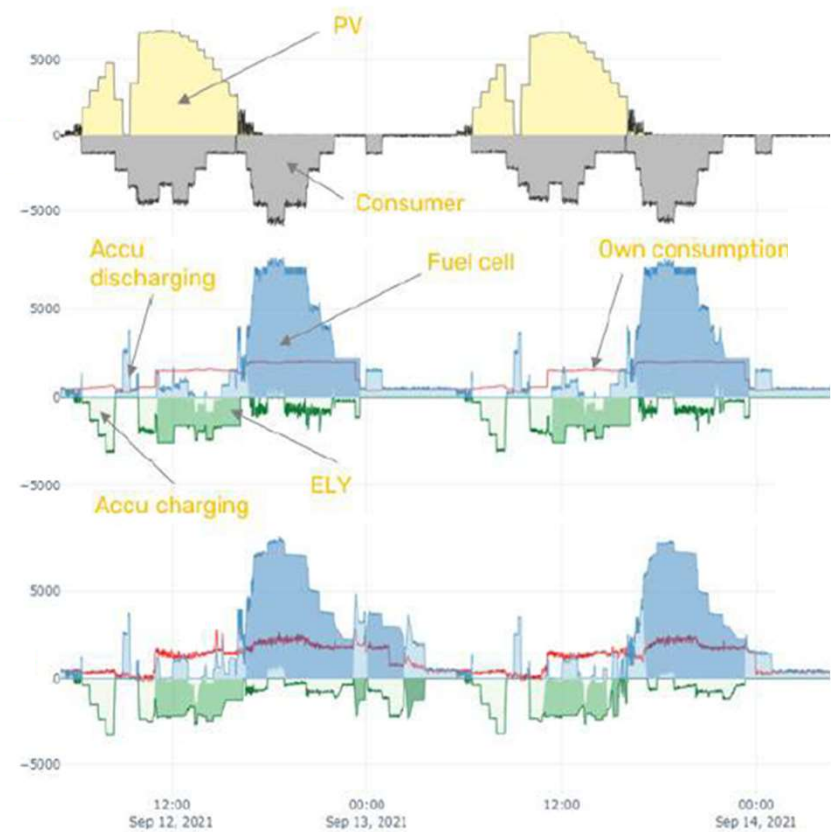 PV
5000
0
Consumer
−5000
Accu
discharging
Fuel cell
Own consumption
5000
0
−5000
ELY
Accu charging
5000
0
−5000
12:00
Sep 12, 2021
00:00
Sep 13, 2021
12:00
00:00
Sep 14, 2021